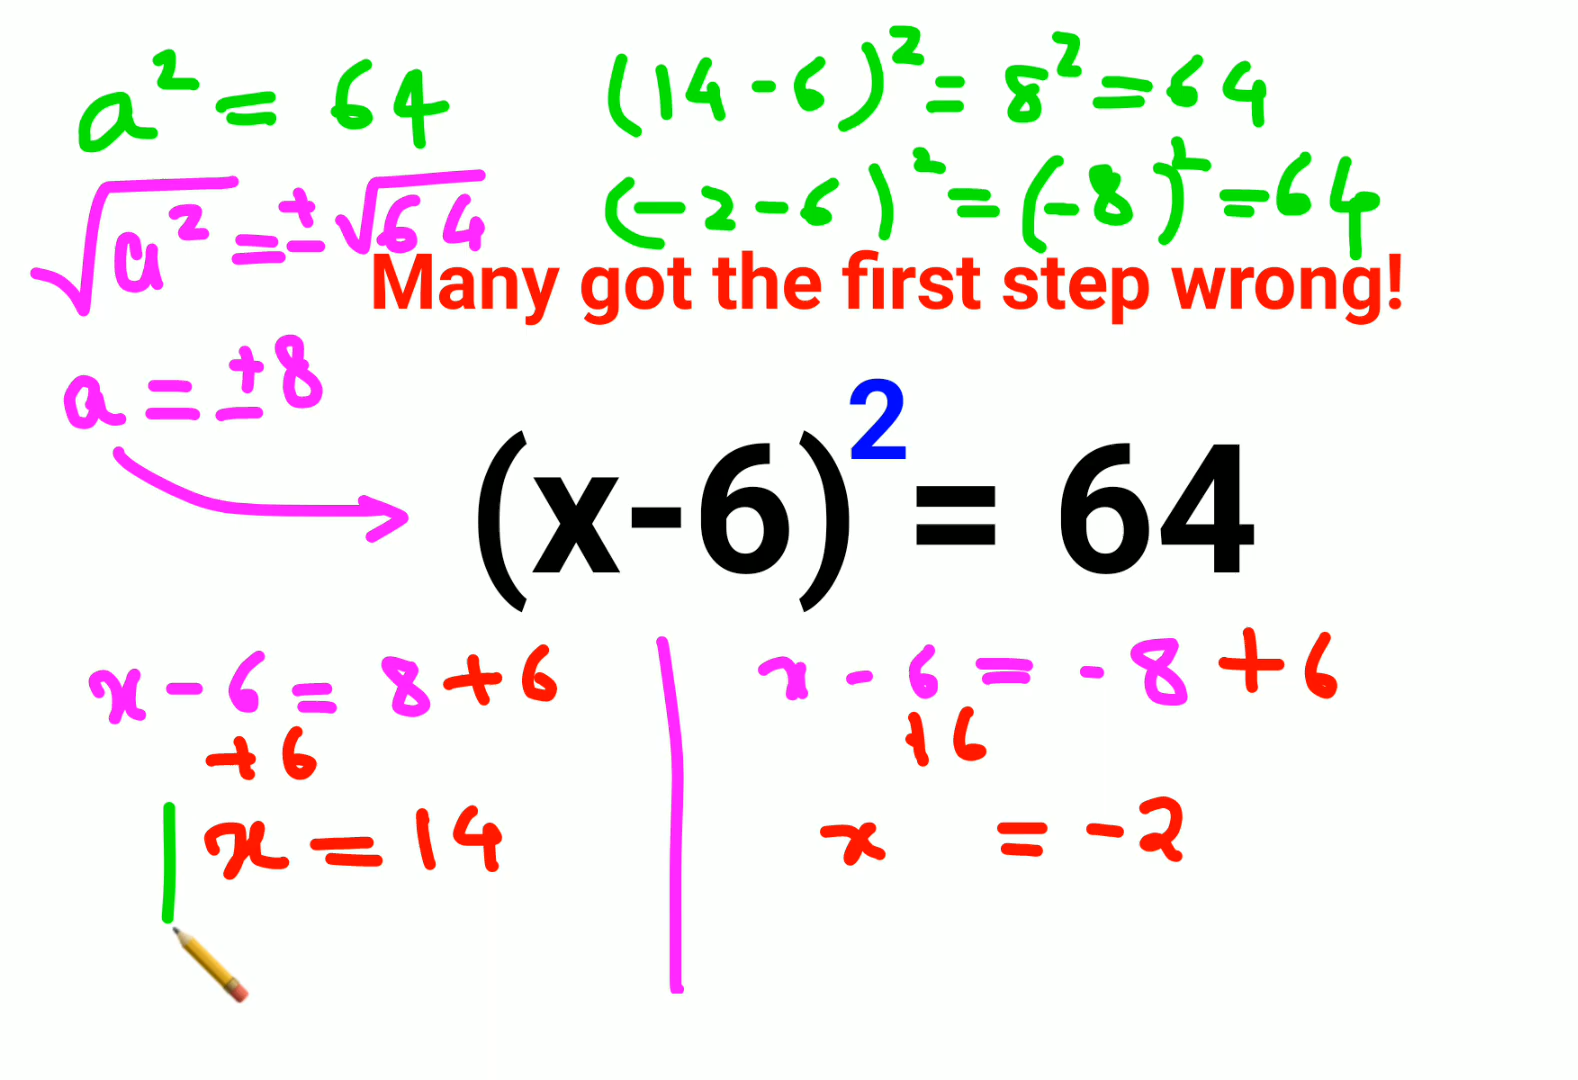 a² = 64
√a² = ± √64
a = ±8
(14 - 6)² = 8² = 64
(-2 - 6)² = (-8)² = 64
Many got the first step wrong!
(x-6)² = 64
x - 6 = 8 + 6
+ 6
x = 14
x - 6 = -8 + 6
+6
x = -2